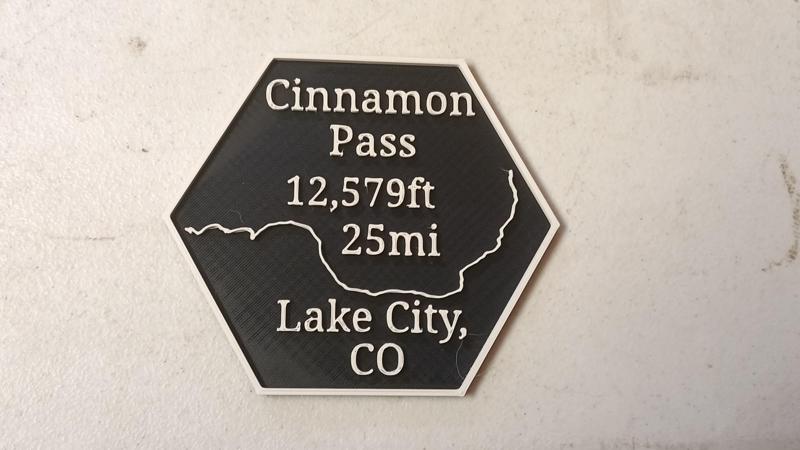 Cinnamon
Pass
12,579ft
25mi
Lake City,
CO